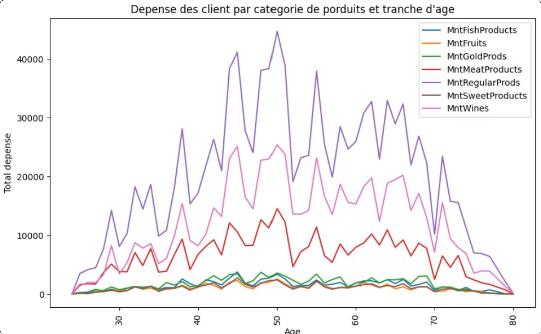 Depense des client par categorie de porduits et tranche d'age
MntFishProducts
MntFruits
MntGoldProds
MntMeatProducts
MntRegularProds
MntSweetProducts
MntWines
Total depense
40000
30000
20000
10000
0
30
40
50
60
70
80
Age